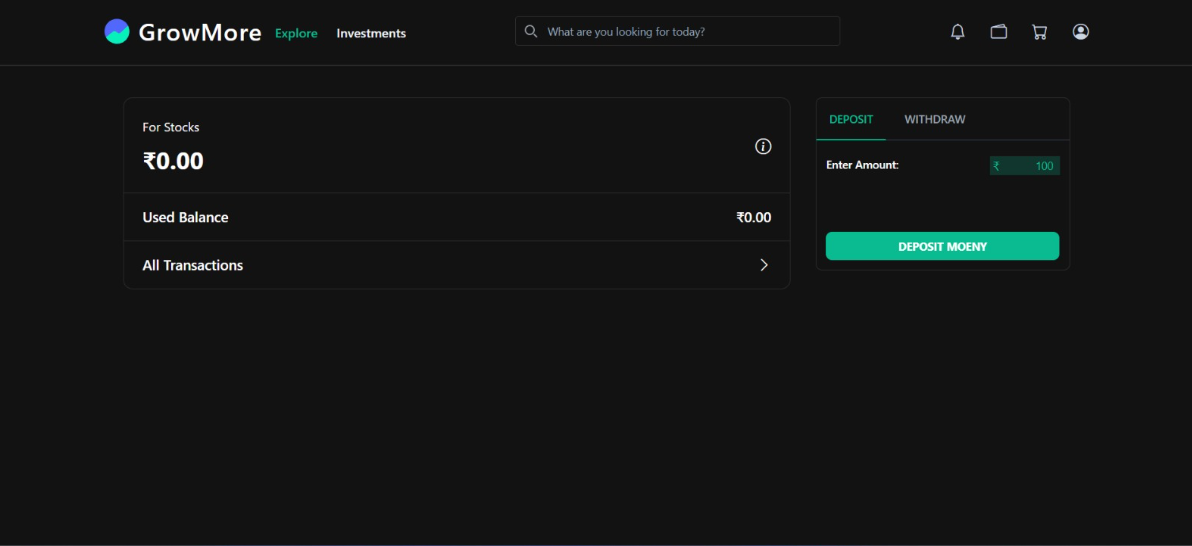 GrowMore Explore Investments What are you looking for today?
For Stocks
₹0.00
Used Balance ₹0.00
All Transactions
DEPOSIT WITHDRAW
Enter Amount: ₹ 100
DEPOSIT MOENY